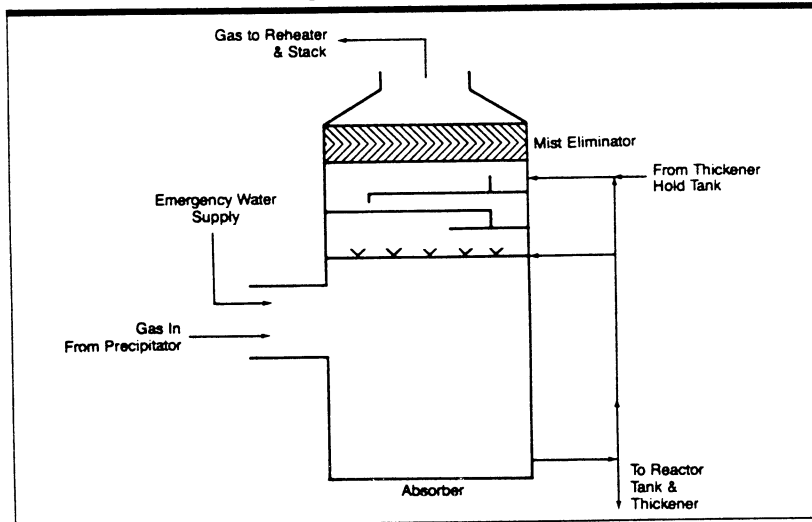 Gas to Reheater
& Stack
Mist Eliminator
From Thickener
Hold Tank
Emergency Water
Supply
Gas In
From Precipitator
To Reactor
Tank &
Thickener
Absorber